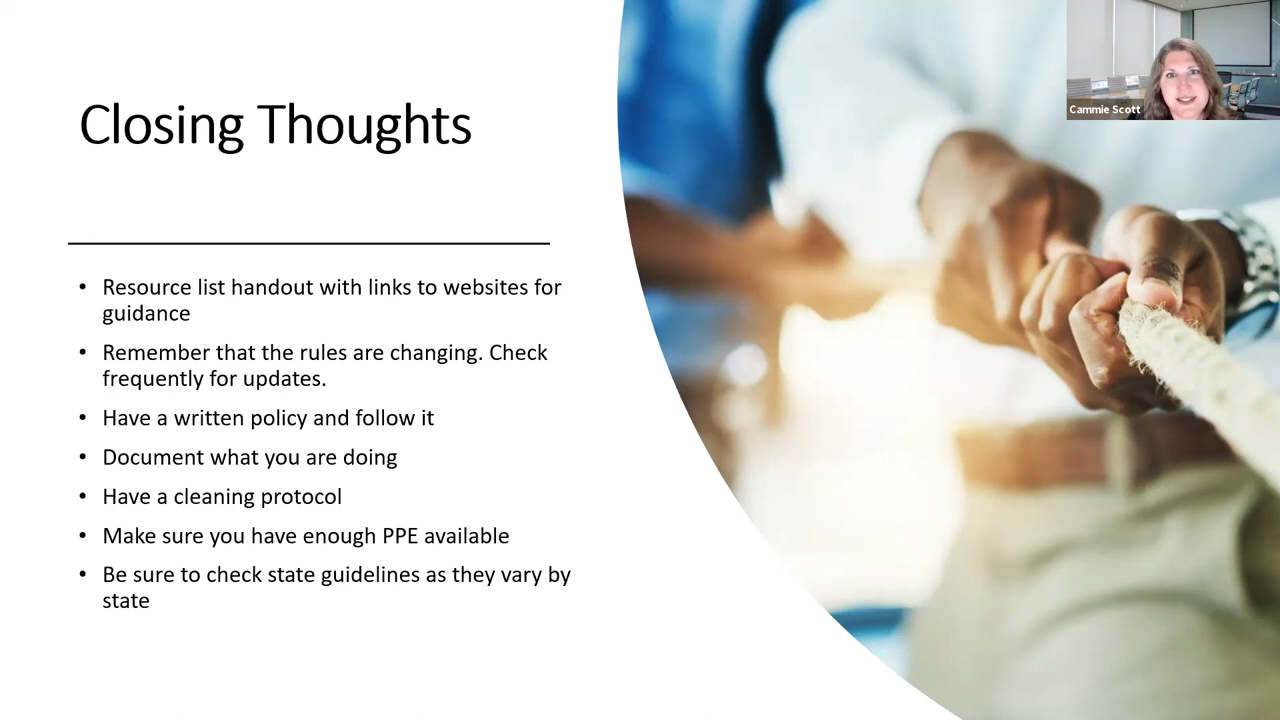 Closing Thoughts
Cammie Scott
• Resource list handout with links to websites for
guidance
• Remember that the rules are changing. Check
frequently for updates.
• Have a written policy and follow it
• Document what you are doing
• Have a cleaning protocol
• Make sure you have enough PPE available
• Be sure to check state guidelines as they vary by
state